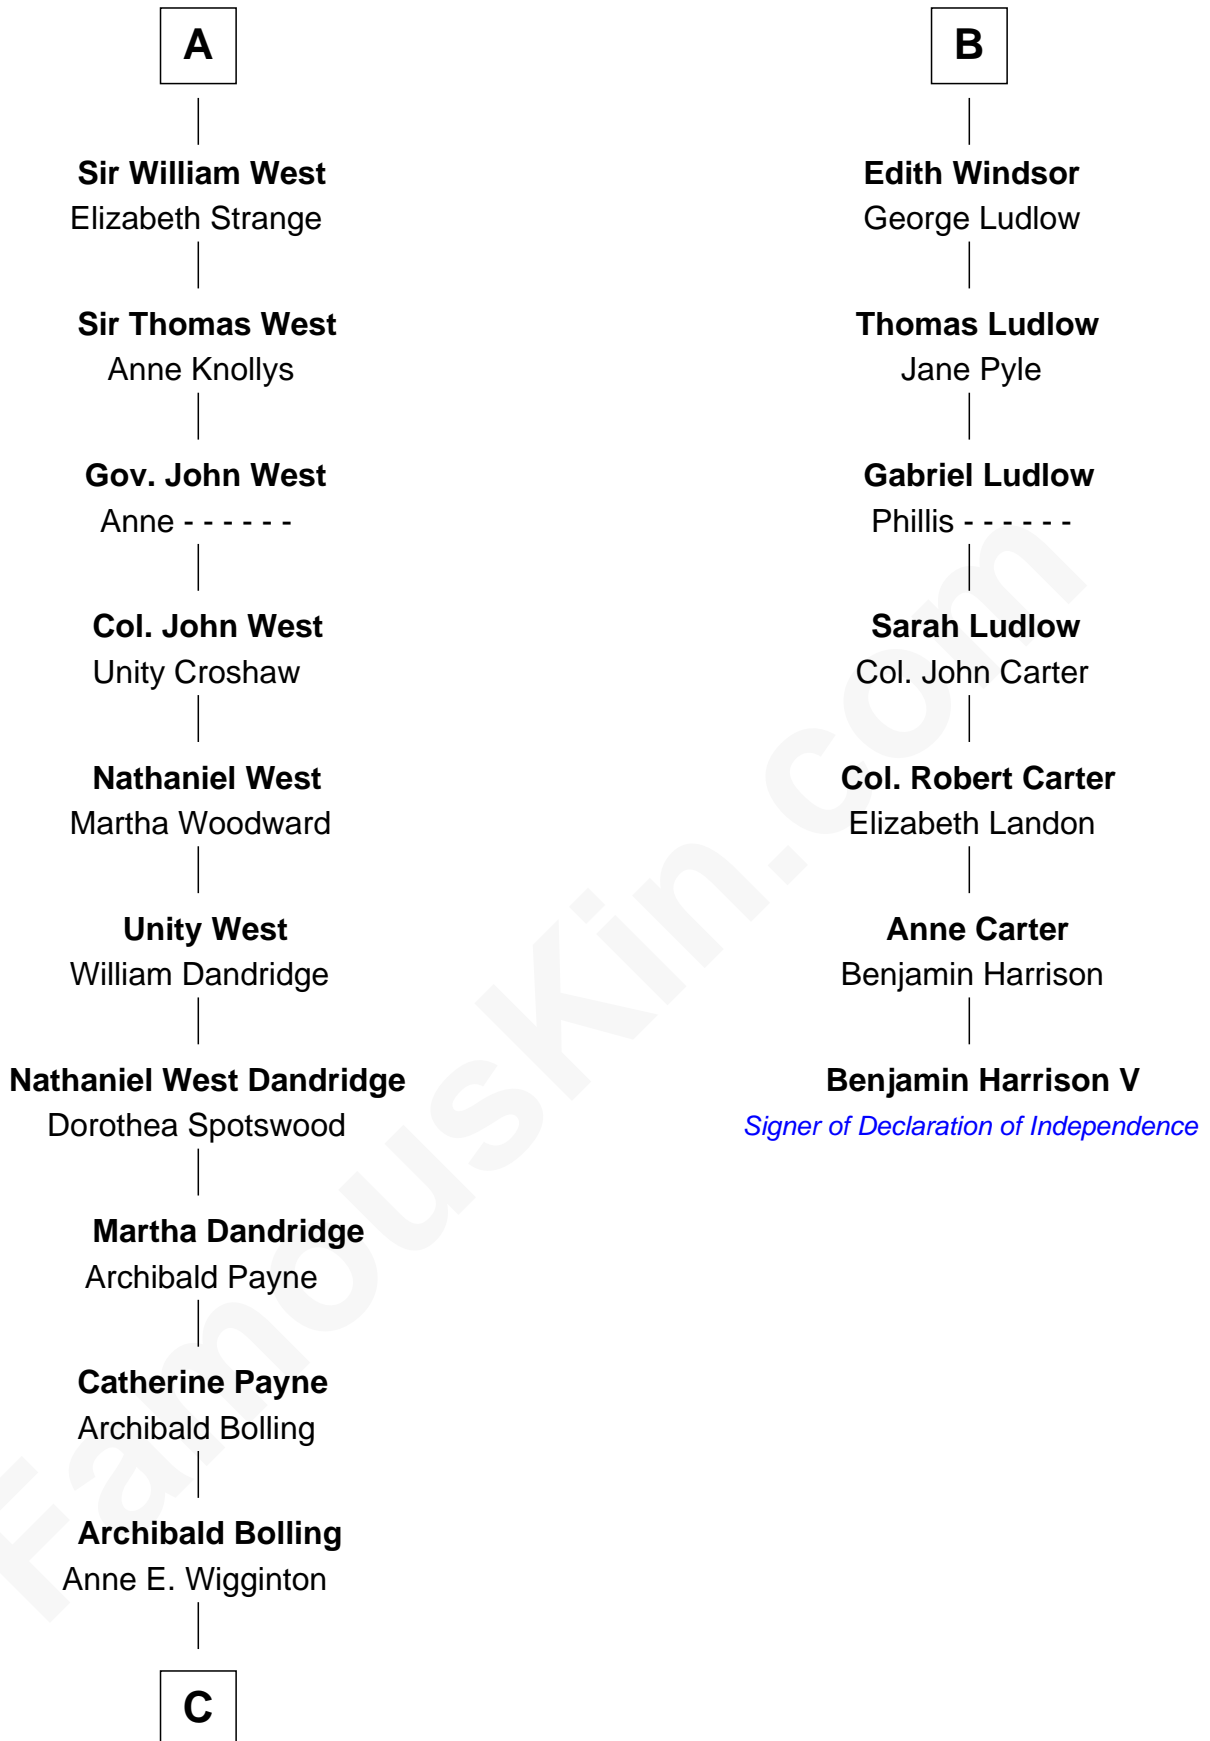 A
Sir William West
Elizabeth Strange
Sir Thomas West
Anne Knollys
Gov. John West
Anne - - - - - -
Col. John West
Unity Croshaw
Nathaniel West
Martha Woodward
Unity West
William Dandridge
Nathaniel West Dandridge
Dorothea Spotswood
Martha Dandridge
Archibald Payne
Catherine Payne
Archibald Bolling
Archibald Bolling
Anne E. Wigginton
C
B
Edith Windsor
George Ludlow
Thomas Ludlow
Jane Pyle
Gabriel Ludlow
Phillis - - - - - -
Sarah Ludlow
Col. John Carter
Col. Robert Carter
Elizabeth Landon
Anne Carter
Benjamin Harrison
Benjamin Harrison V
Signer of Declaration of Independence
FamousKin.com